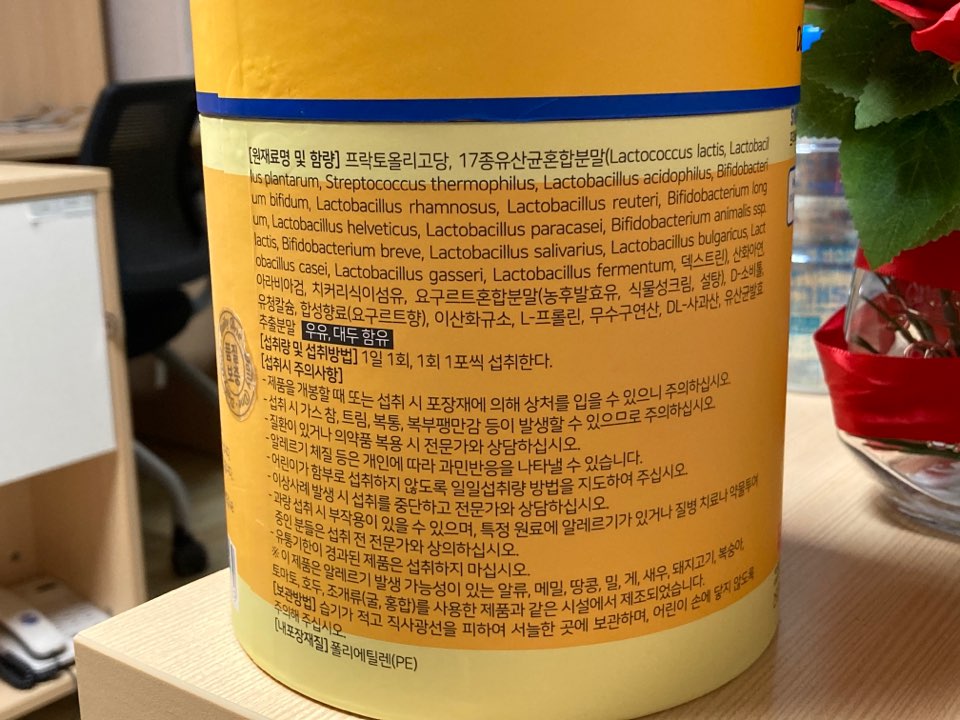 [원재료명 및 함량] 프락토올리고당, 17종유산균혼합분말(Lactococcus lactis, Lactobacil
lus plantarum, Streptococcus thermophilus, Lactobacillus acidophilus, Bifidobacteri
um bifidum, Lactobacillus rhamnosus, Lactobacillus reuteri, Bifidobacterium long
um, Lactobacillus helveticus, Lactobacillus paracasei, Bifidobacterium animalis ssp.
lactis, Bifidobacterium breve, Lactobacillus salivarius, Lactobacillus bulgaricus, Lact
obacillus casei, Lactobacillus gasseri, Lactobacillus fermentum, 덱스트린), 산화아연,
아라비아검, 치커리식이섬유, 요구르트혼합분말(농후발효유, 식물성크림, 설탕), D-소비톨,
유청칼슘, 합성향료(요구르트향), 이산화규소, L-프롤린, 무수구연산, DL-사과산, 유산균발효
추출분말 우유, 대두 함유
[섭취량 및 섭취방법] 1일 1회, 1회 1포씩 섭취한다.
[섭취시 주의사항]
-제품을 개봉할 때 또는 섭취 시 포장재에 의해 상처를 입을 수 있으니 주의하십시오.
-섭취 시 가스 참, 트림, 복통, 복부팽만감 등이 발생할 수 있으므로 주의하십시오.
-질환이 있거나 의약품 복용 시 전문가와 상담하십시오.
-알레르기 체질 등은 개인에 따라 과민반응을 나타낼 수 있습니다.
-어린이가 함부로 섭취하지 않도록 일일섭취량 방법을 지도하여 주십시오.
-이상사례 발생 시 섭취를 중단하고 전문가와 상담하십시오.
-과량 섭취 시 부작용이 있을 수 있으며, 특정 원료에 알레르기가 있거나 질병 치료나 약물투여
중인 분들은 섭취 전 전문가와 상의하십시오.
-유통기한이 경과된 제품은 섭취하지 마십시오.
※ 이 제품은 알레르기 발생 가능성이 있는 알류, 메밀, 땅콩, 밀, 게, 새우, 돼지고기, 복숭아,
토마토, 호두, 조개류(굴, 홍합)를 사용한 제품과 같은 시설에서 제조되었습니다.
[보관방법] 습기가 적고 직사광선을 피하여 서늘한 곳에 보관하며, 어린이 손에 닿지 않도록
주의해 주십시오.
[내포장재질] 폴리에틸렌(PE)